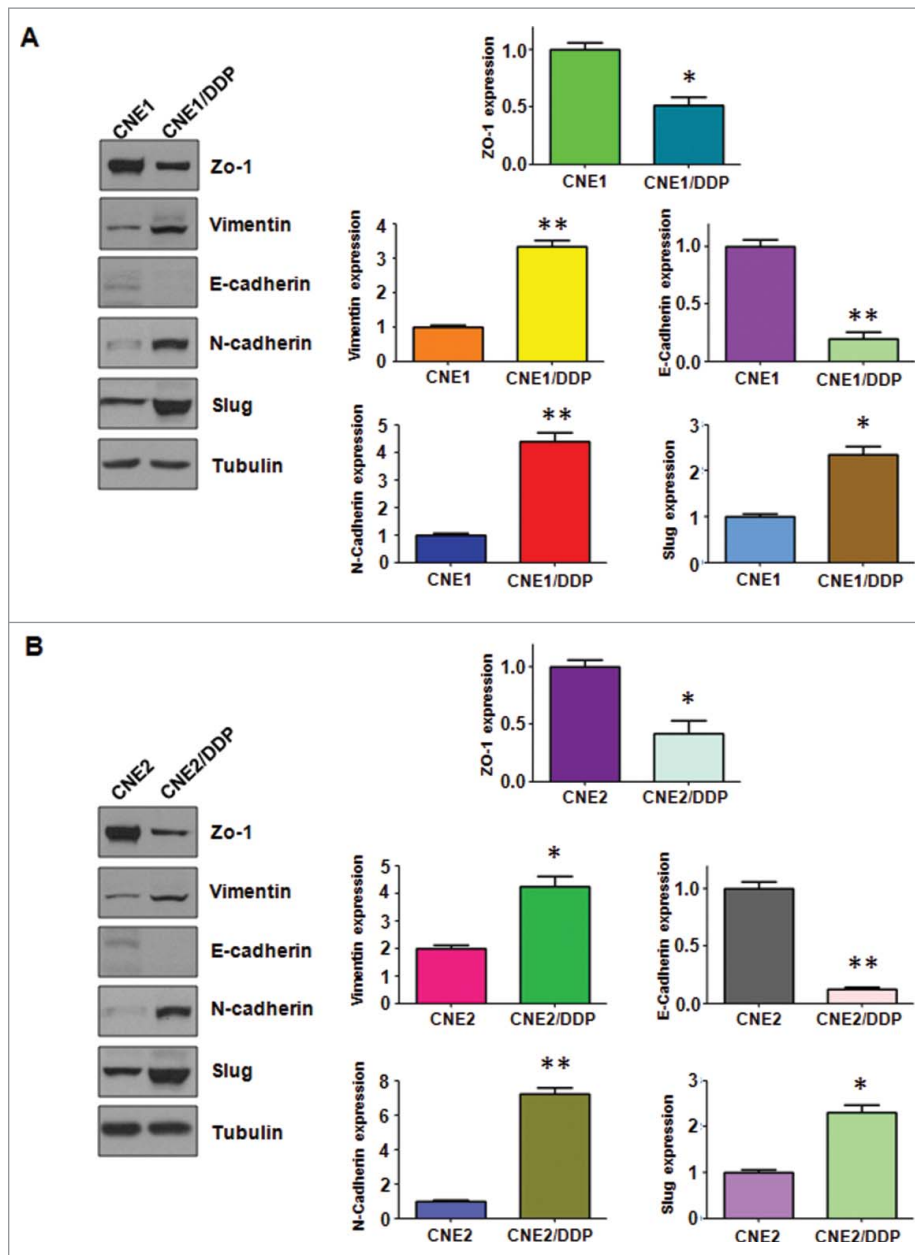 A
CNE1 CNE1/DDP
Zo-1
Vimentin
E-cadherin
N-cadherin
Slug
Tubulin
ZO-1 expression
1.0
0.5
0.0
*
CNE1 CNE1/DDP
Vimentin expression
4
3
2
1
0
**
CNE1 CNE1/DDP
E-Cadherin expression
1.0
0.5
0.0
**
CNE1 CNE1/DDP
N-Cadherin expression
5
4
3
2
1
0
**
CNE1 CNE1/DDP
Slug expression
3
2
1
0
*
CNE1 CNE1/DDP
B
CNE2 CNE2/DDP
Zo-1
Vimentin
E-cadherin
N-cadherin
Slug
Tubulin
ZO-1 expression
1.0
0.5
0.0
*
CNE2 CNE2/DDP
Vimentin expression
5
4
3
2
1
0
*
CNE2 CNE2/DDP
E-Cadherin expression
1.0
0.5
0.0
**
CNE2 CNE2/DDP
N-Cadherin expression
8
6
4
2
0
**
CNE2 CNE2/DDP
Slug expression
3
2
1
0
*
CNE2 CNE2/DDP